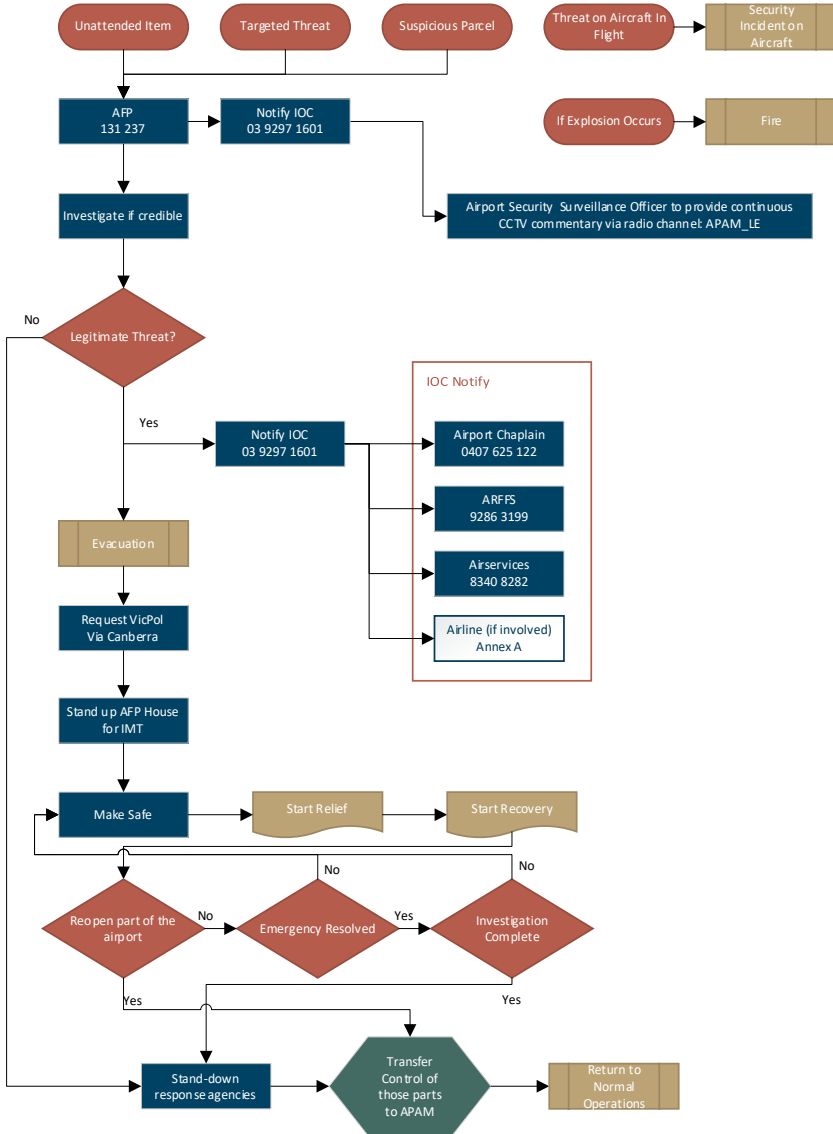 Unattended Item
Targeted Threat
Suspicious Parcel
Threat on Aircraft In
Flight
Security
Incident on
Aircraft
AFP
131 237
Notify IOC
03 9297 1601
If Explosion Occurs
Fire
Investigate if credible
Airport Security Surveillance Officer to provide continuous
CCTV commentary via radio channel: APAM_LE
No
Legitimate Threat?
IOC Notify
Yes
Notify IOC
03 9297 1601
Airport Chaplain
0407 625 122
ARFFS
9286 3199
Evacuation
Airservices
8340 8282
Request VicPol
Via Canberra
Airline (if involved)
Annex A
Stand up AFP House
for IMT
Make Safe
Start Relief
Start Recovery
No
No
Reopen part of the
airport
No
Emergency Resolved
Yes
Investigation
Complete
Yes
Yes
Stand-down
response agencies
Transfer
Control of
those parts
to APAM
Return to
Normal
Operations